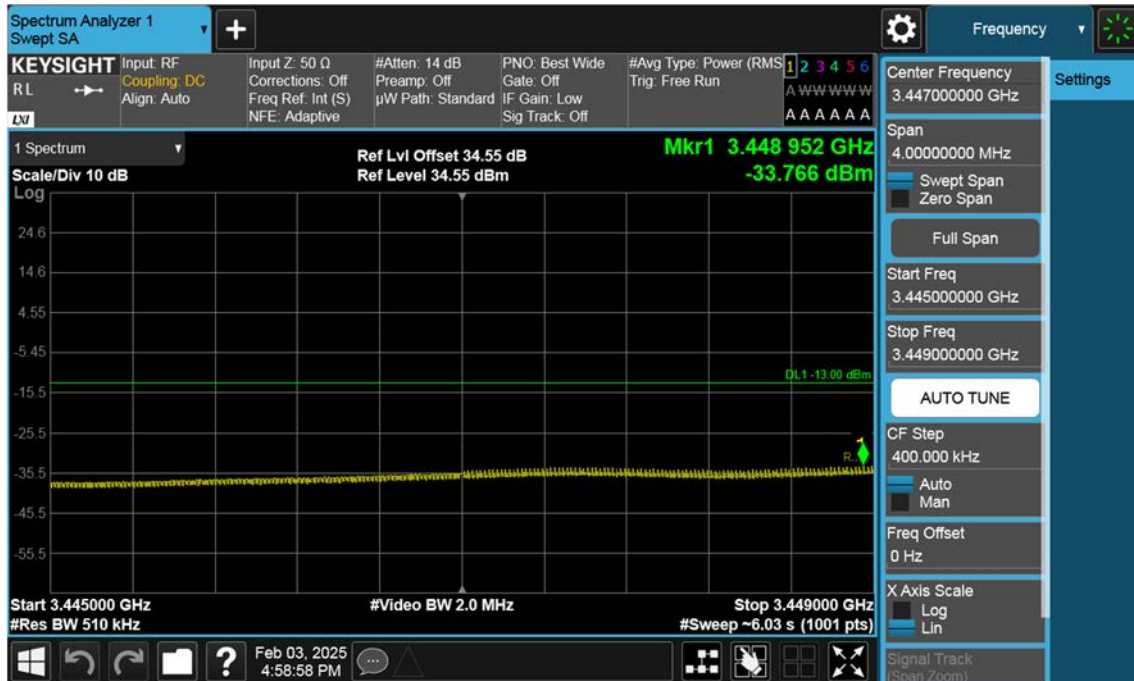 Spectrum Analyzer 1
Swept SA
+
Frequency
KEYSIGHT
RL
LXI
Input: RF
Coupling: DC
Align: Auto
Input Z: 50 Ω
Corrections: Off
Freq Ref: Int (S)
NFE: Adaptive
#Atten: 14 dB
Preamp: Off
µW Path: Standard
PNO: Best Wide
Gate: Off
IF Gain: Low
Sig Track: Off
#Avg Type: Power (RMS
Trig: Free Run
1 2 3 4 5 6
A W W W W W
A A A A A A
1 Spectrum
Scale/Div 10 dB
Ref Lvl Offset 34.55 dB
Ref Level 34.55 dBm
Mkr1 3.448 952 GHz
-33.766 dBm
Log
24.6
14.6
4.55
-5.45
-15.5
-25.5
-35.5
-45.5
-55.5
DL1 -13.00 dBm
1
R..
Start 3.445000 GHz
#Res BW 510 kHz
#Video BW 2.0 MHz
Stop 3.449000 GHz
#Sweep ~6.03 s (1001 pts)
Center Frequency
3.447000000 GHz
Span
4.00000000 MHz
Swept Span
Zero Span
Full Span
Start Freq
3.445000000 GHz
Stop Freq
3.449000000 GHz
AUTO TUNE
CF Step
400.000 kHz
Auto
Man
Freq Offset
0 Hz
X Axis Scale
Log
Lin
Signal Track
(Span Zoom)
Settings
?
Feb 03, 2025
4:58:58 PM